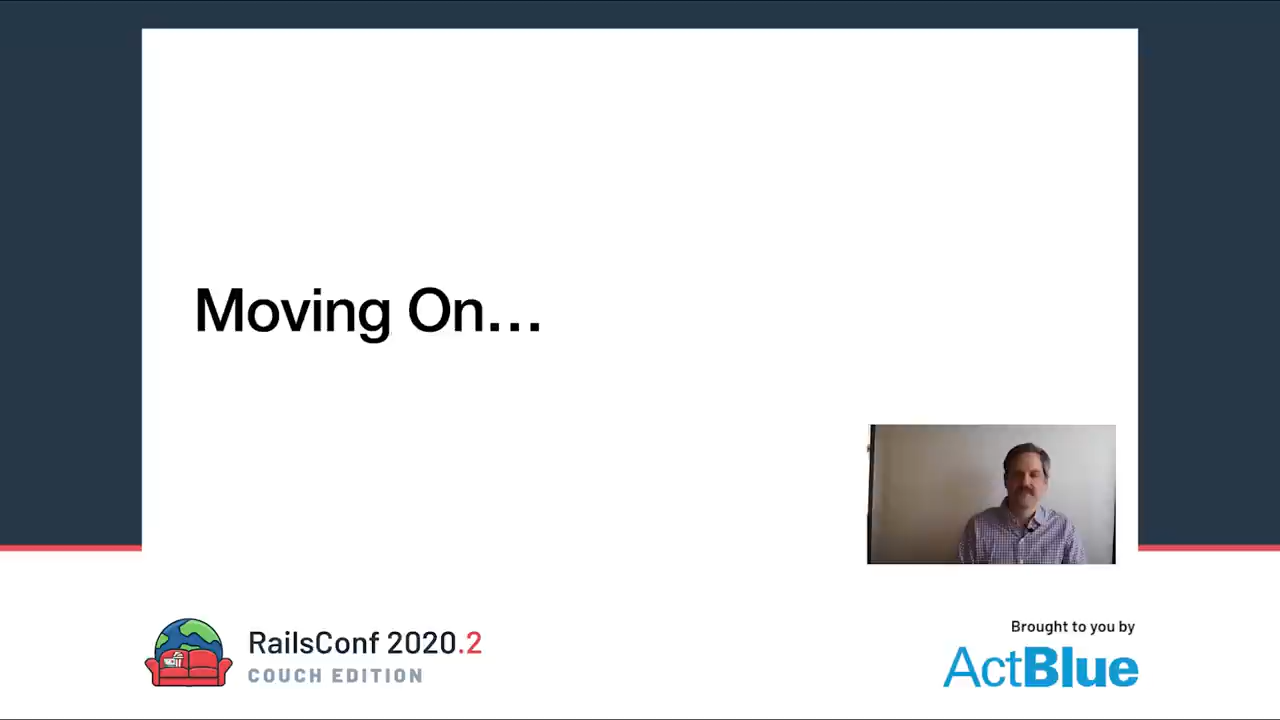 Moving On...
RailsConf 2020.2
COUCH EDITION
Brought to you by
ActBlue